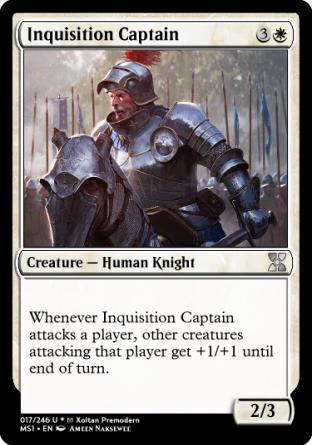 Inquisition Captain 3
Creature — Human Knight
Whenever Inquisition Captain
attacks a player, other creatures
attacking that player get +1/+1 until
end of turn.
2/3
017/246 U * Xoltan Premodern
MS1 • EN Ameen Naksewee